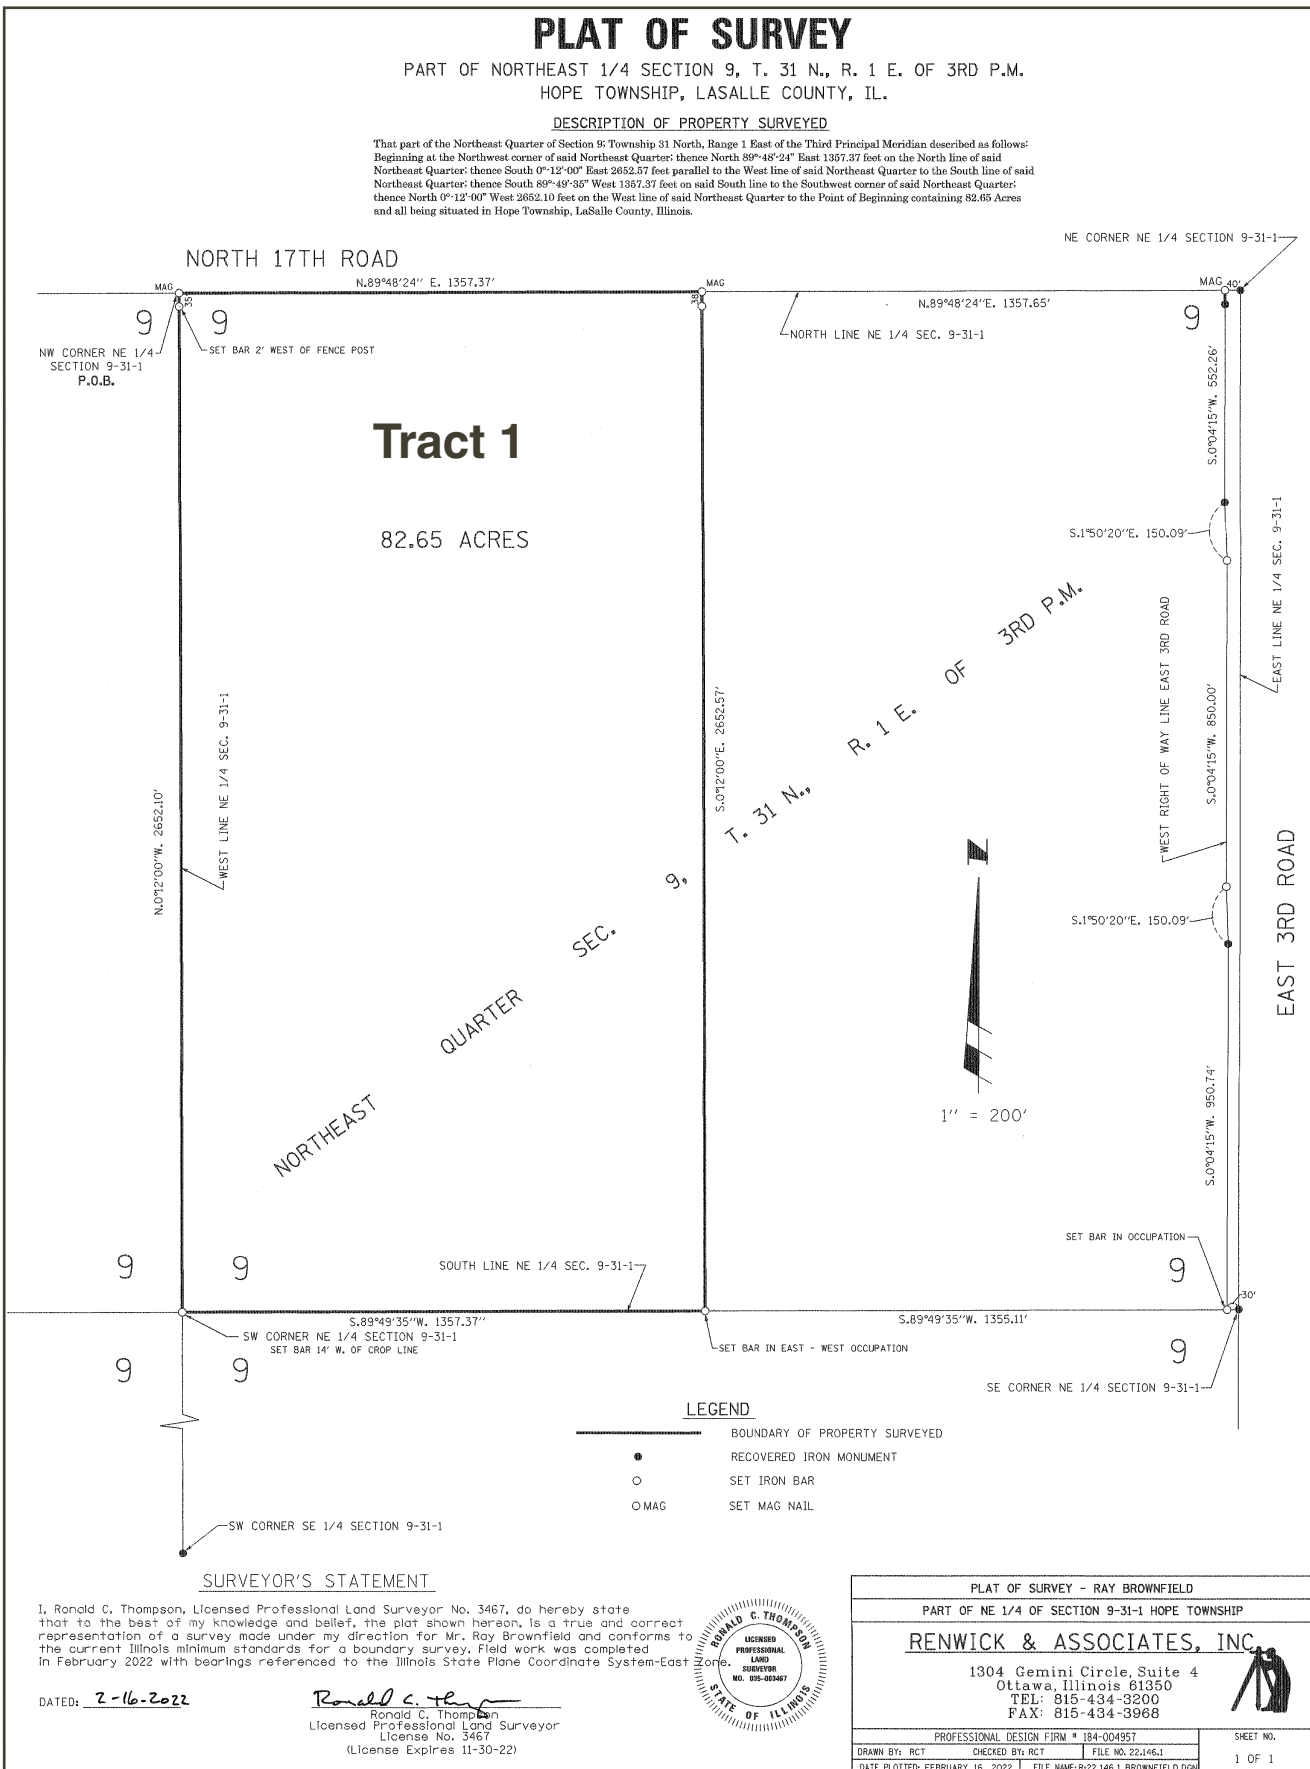 PLAT OF SURVEY
PART OF NORTHEAST 1/4 SECTION 9, T. 31 N., R. 1 E. OF 3RD P.M.
HOPE TOWNSHIP, LASALLE COUNTY, IL.
DESCRIPTION OF PROPERTY SURVEYED
That part of the Northeast Quarter of Section 9; Township 31 North, Range 1 East of the Third Principal Meridian described as follows:
Beginning at the Northwest corner of said Northeast Quarter; thence North 89°-48'-24" East 1357.37 feet on the North line of said
Northeast Quarter; thence South 0°-12'-00" East 2652.57 feet parallel to the West line of said Northeast Quarter to the South line of said
Northeast Quarter; thence South 89°-49'-35" West 1357.37 feet on said South line to the Southwest corner of said Northeast Quarter;
thence North 0°-12'-00" West 2652.10 feet on the West line of said Northeast Quarter to the Point of Beginning containing 82.65 Acres
and all being situated in Hope Township, LaSalle County, Illinois.
NE CORNER NE 1/4 SECTION 9-31-1
NORTH 17TH ROAD
MAG
N.89°48'24" E. 1357.37'
MAG
N.89°48'24"E. 1357.65'
MAG 40'
35'
38'
9
9
9
NORTH LINE NE 1/4 SEC. 9-31-1
NW CORNER NE 1/4
SECTION 9-31-1
P.O.B.
SET BAR 2' WEST OF FENCE POST
S.0°04'15"W. 552.26'
Tract 1
82.65 ACRES
S.1°50'20"E. 150.09'
EAST LINE NE 1/4 SEC. 9-31-1
NORTHEAST QUARTER SEC. 9, T. 31 N., R. 1 E. OF 3RD P.M.
WEST LINE NE 1/4 SEC. 9-31-1
N.0°12'00"W. 2652.10'
S.0°12'00"E. 2652.57'
WEST RIGHT OF WAY LINE EAST 3RD ROAD
S.0°04'15"W. 850.00'
EAST 3RD ROAD
N
S.1°50'20"E. 150.09'
1" = 200'
S.0°04'15"W. 950.74'
SET BAR IN OCCUPATION
9
9
SOUTH LINE NE 1/4 SEC. 9-31-1
9
30'
S.89°49'35"W. 1357.37"
S.89°49'35"W. 1355.11'
SW CORNER NE 1/4 SECTION 9-31-1
SET BAR 14' W. OF CROP LINE
SET BAR IN EAST - WEST OCCUPATION
9
9
9
SE CORNER NE 1/4 SECTION 9-31-1
LEGEND
BOUNDARY OF PROPERTY SURVEYED
RECOVERED IRON MONUMENT
SET IRON BAR
MAG SET MAG NAIL
SW CORNER SE 1/4 SECTION 9-31-1
SURVEYOR'S STATEMENT
I, Ronald C. Thompson, Licensed Professional Land Surveyor No. 3467, do hereby state
that to the best of my knowledge and belief, the plat shown hereon, is a true and correct
representation of a survey made under my direction for Mr. Ray Brownfield and conforms to
the current Illinois minimum standards for a boundary survey. Field work was completed
in February 2022 with bearings referenced to the Illinois State Plane Coordinate System-East Zone.
DATED: 2-16-2022
Ronald C. Thompson
Licensed Professional Land Surveyor
License No. 3467
(License Expires 11-30-22)
RONALD C. THOMPSON
LICENSED
PROFESSIONAL
LAND
SURVEYOR
NO. 035-003467
STATE OF ILLINOIS
PLAT OF SURVEY - RAY BROWNFIELD
PART OF NE 1/4 OF SECTION 9-31-1 HOPE TOWNSHIP
RENWICK & ASSOCIATES, INC.
1304 Gemini Circle, Suite 4
Ottawa, Illinois 61350
TEL: 815-434-3200
FAX: 815-434-3968
PROFESSIONAL DESIGN FIRM # 184-004957
SHEET NO.
1 OF 1
DRAWN BY: RCT CHECKED BY: RCT FILE NO. 22.146.1
DATE PLOTTED: FEBRUARY 16, 2022 FILE NAME: R:22.146.1 BROWNFIELD.DGN